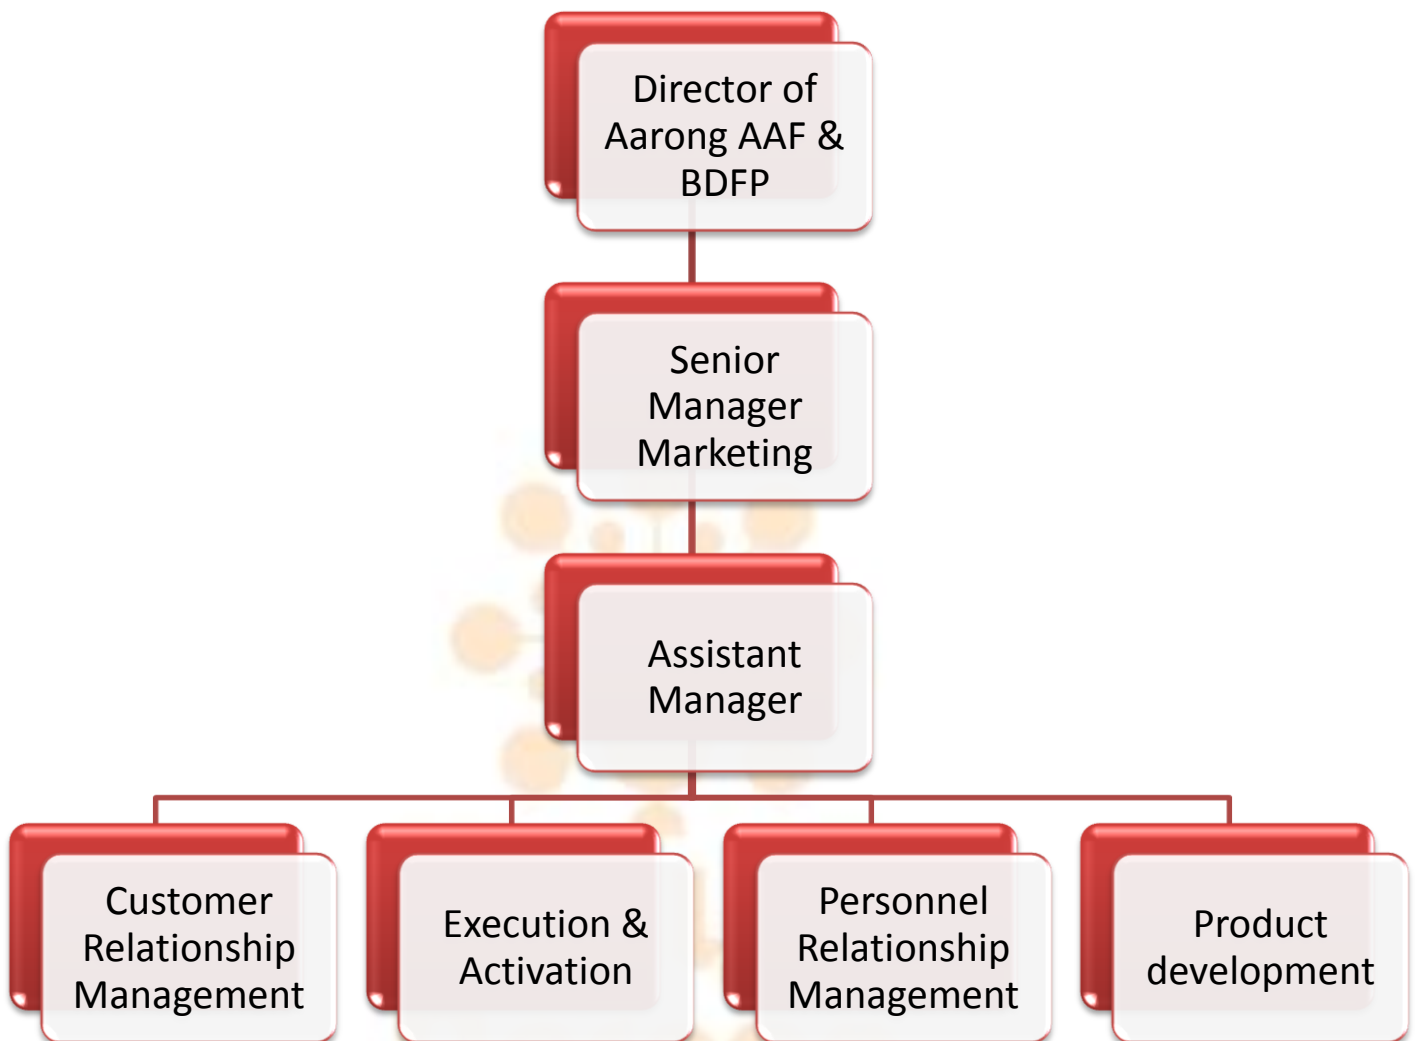 Director of
Aarong AAF &
BDFP
Senior
Manager
Marketing
Assistant
Manager
Customer
Relationship
Management
Execution &
Activation
Personnel
Relationship
Management
Product
development